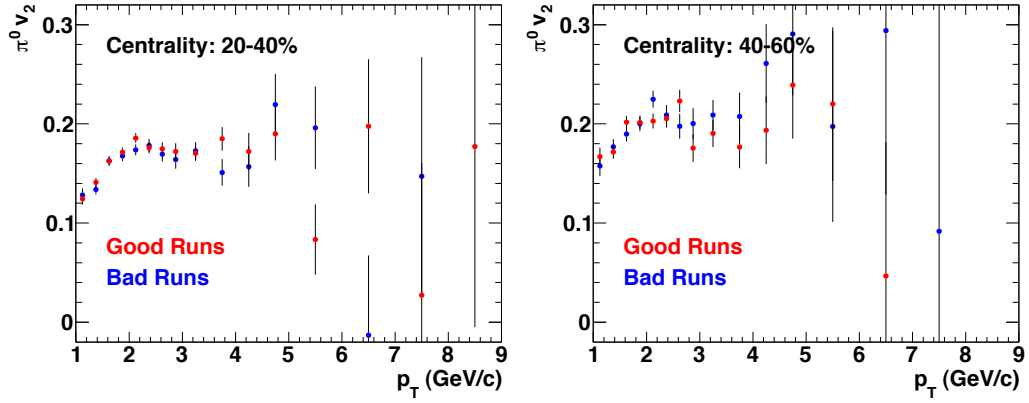 π⁰ v₂
0.3
0.2
0.1
0
Centrality: 20-40%
Good Runs
Bad Runs
1 2 3 4 5 6 7 8 9
p_T (GeV/c)
π⁰ v₂
0.3
0.2
0.1
0
Centrality: 40-60%
Good Runs
Bad Runs
1 2 3 4 5 6 7 8 9
p_T (GeV/c)